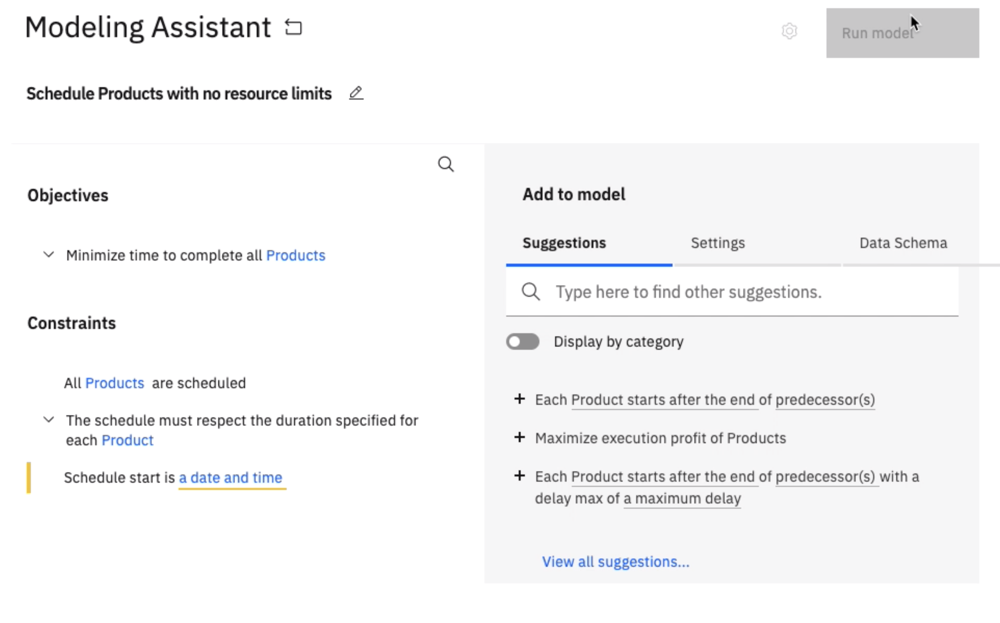 Modeling Assistant
Run model
Schedule Products with no resource limits
Objectives
Minimize time to complete all Products
Constraints
All Products are scheduled
The schedule must respect the duration specified for
each Product
Schedule start is a date and time
Add to model
Suggestions
Settings
Data Schema
Type here to find other suggestions.
Display by category
Each Product starts after the end of predecessor(s)
Maximize execution profit of Products
Each Product starts after the end of predecessor(s) with a
delay max of a maximum delay
View all suggestions...